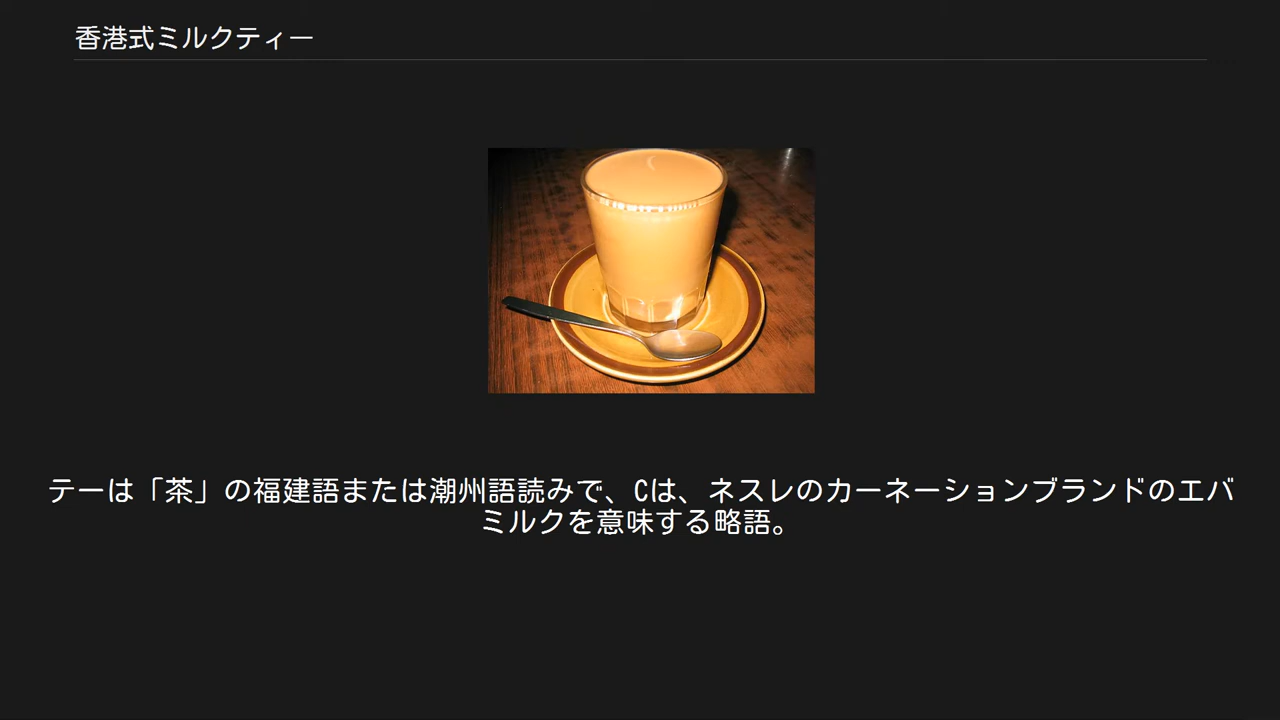 香港式ミルクティー
テーは「茶」の福建語または潮州語読みで、Cは、ネスレのカーネーションブランドのエバ
ミルクを意味する略語。